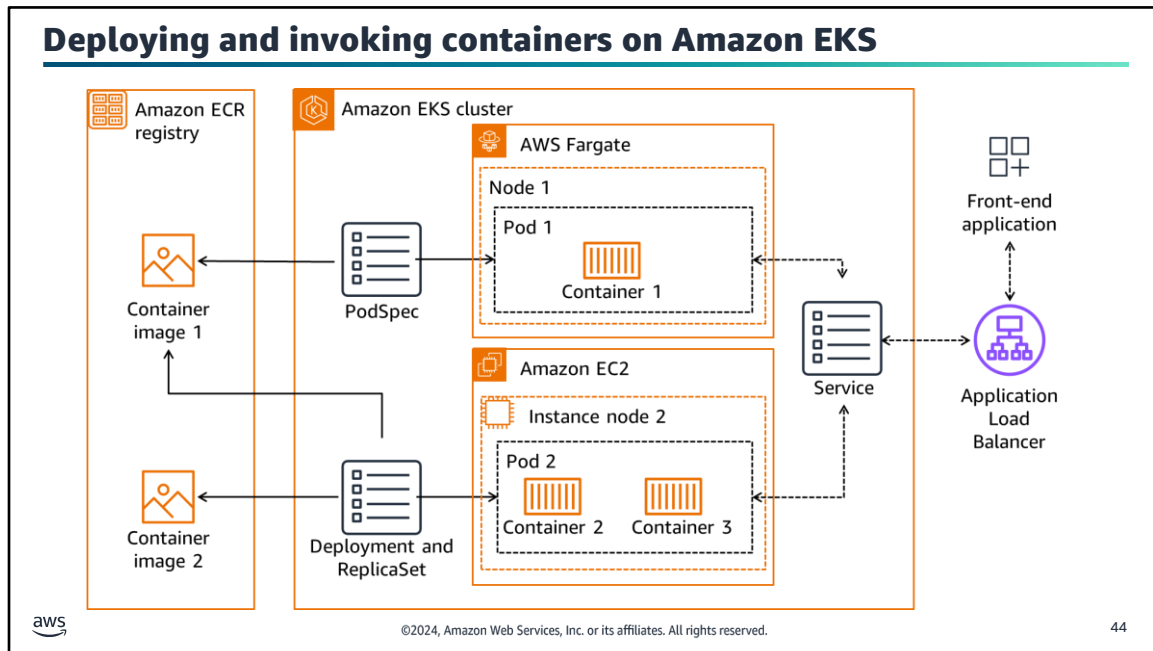 Deploying and invoking containers on Amazon EKS
Amazon ECR
registry
Container
image 1
Container
image 2
Amazon EKS cluster
PodSpec
Deployment and
ReplicaSet
AWS Fargate
Node 1
Pod 1
Container 1
Amazon EC2
Instance node 2
Pod 2
Container 2
Container 3
Service
Front-end
application
Application
Load
Balancer
aws
©2024, Amazon Web Services, Inc. or its affiliates. All rights reserved.
44